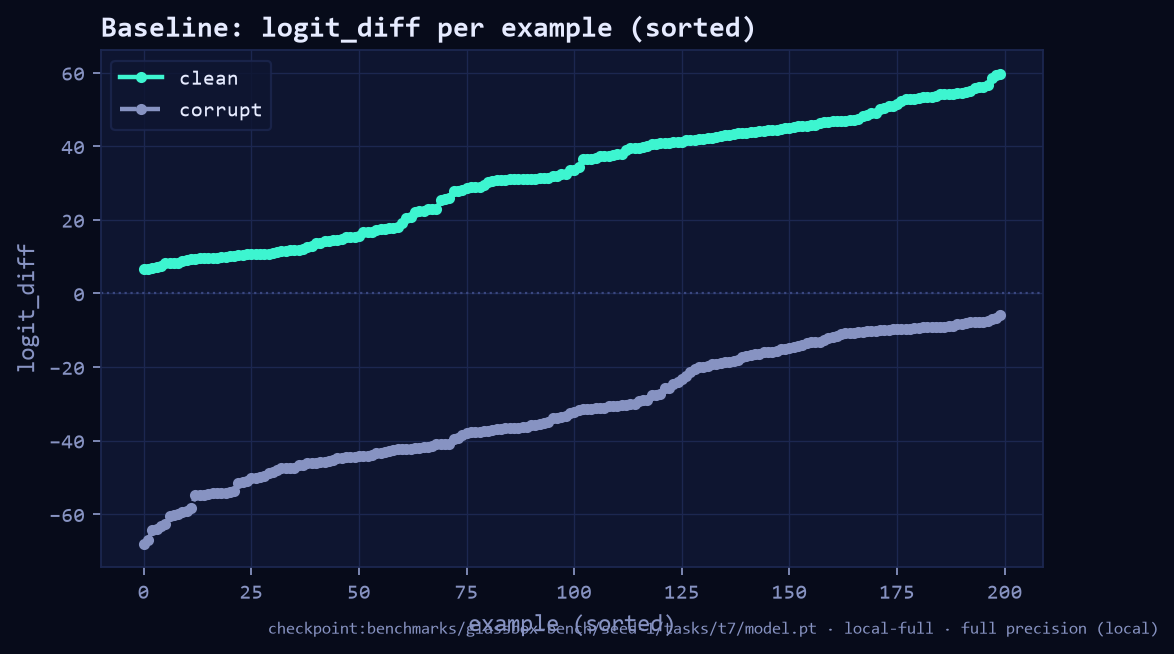 Baseline: logit_diff per example (sorted)
clean
corrupt
60
40
20
0
−20
−40
−60
logit_diff
0 25 50 75 100 125 150 175 200
example (sorted)
checkpoint:benchmarks/glassbox-bench/seed-1/tasks/t7/model.pt · local-full · full precision (local)